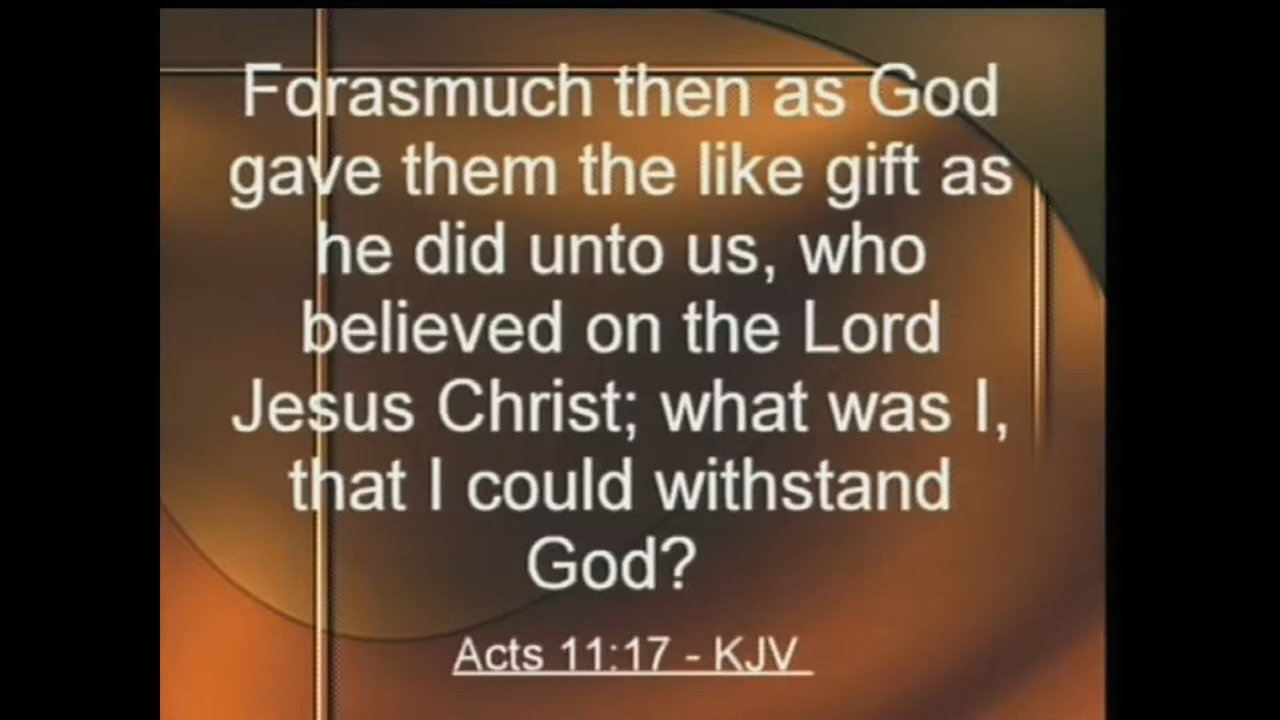 Forasmuch then as God
gave them the like gift as
he did unto us, who
believed on the Lord
Jesus Christ; what was I,
that I could withstand
God?
Acts 11:17 - KJV